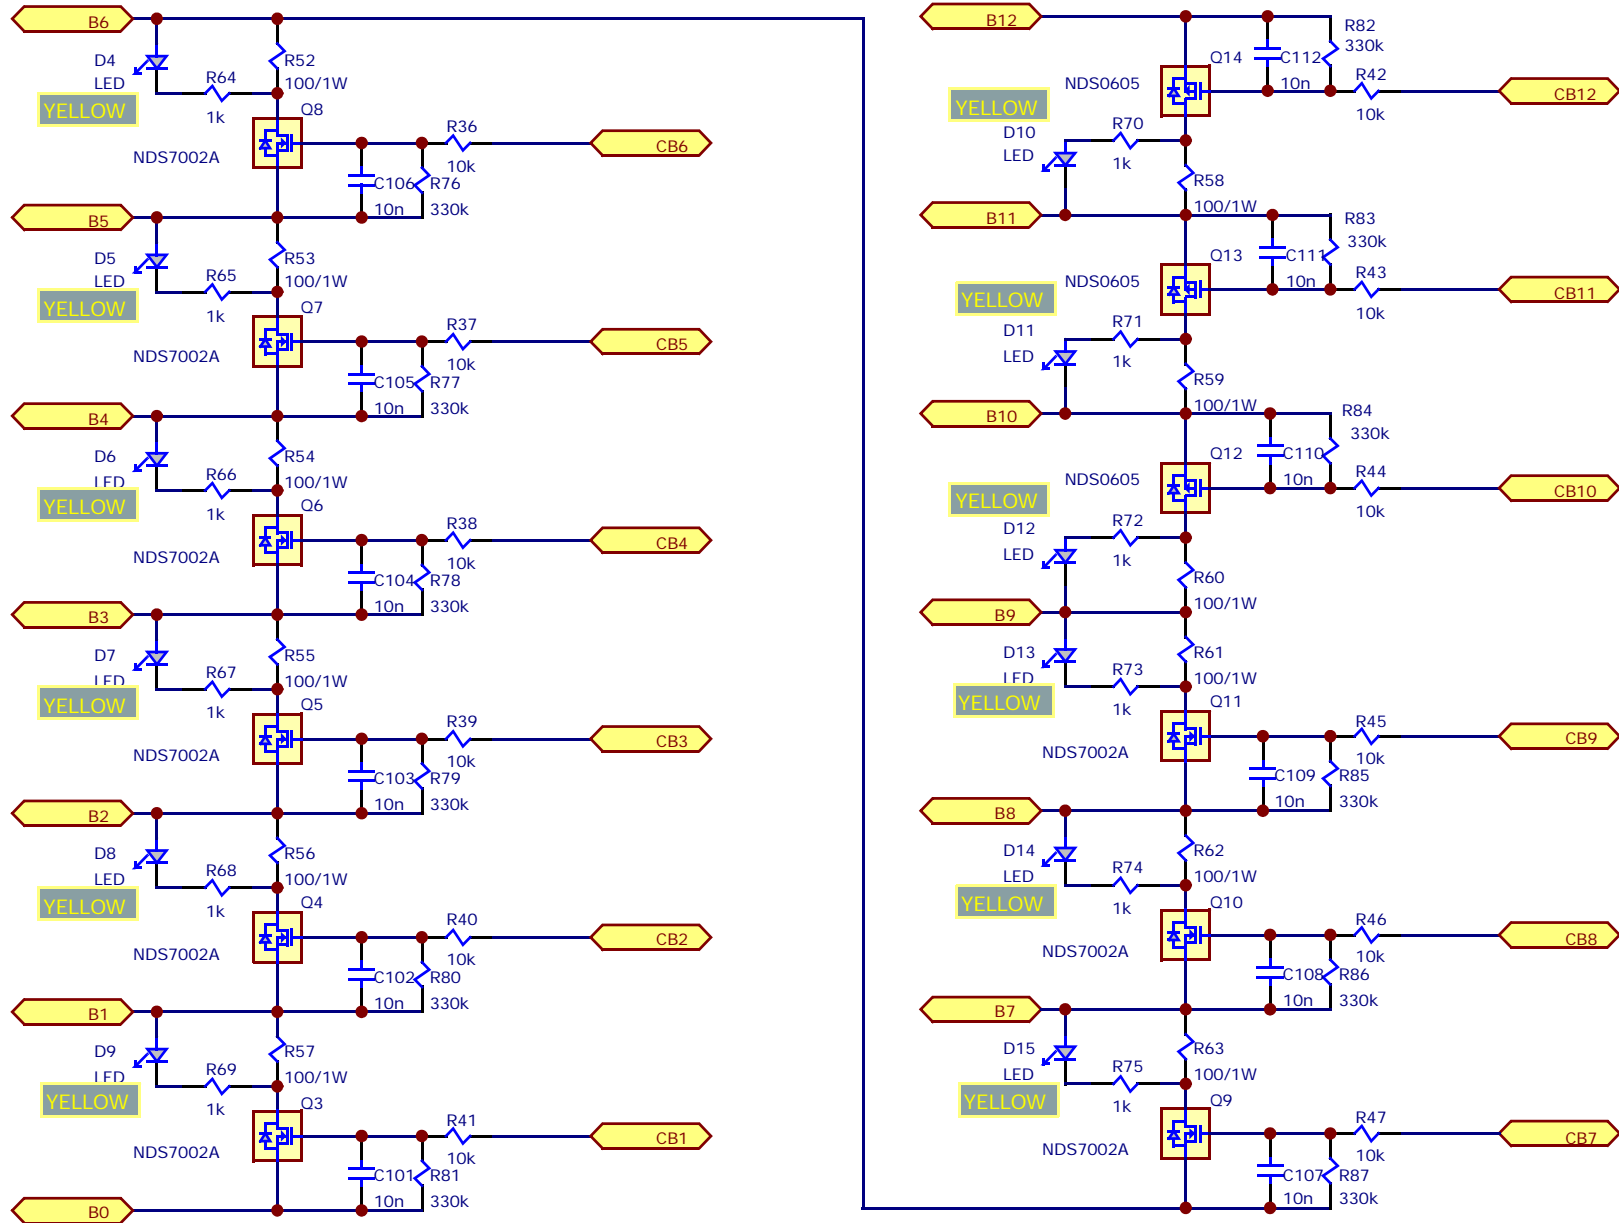 B6
D4
LED
YELLOW
R64
1k
R52
100/1W
Q8
NDS7002A
R36
10k
C106
10n
R76
330k
CB6
B5
D5
LED
YELLOW
R65
1k
R53
100/1W
Q7
NDS7002A
R37
10k
C105
10n
R77
330k
CB5
B4
D6
LED
YELLOW
R66
1k
R54
100/1W
Q6
NDS7002A
R38
10k
C104
10n
R78
330k
CB4
B3
D7
LED
YELLOW
R67
1k
R55
100/1W
Q5
NDS7002A
R39
10k
C103
10n
R79
330k
CB3
B2
D8
LED
YELLOW
R68
1k
R56
100/1W
Q4
NDS7002A
R40
10k
C102
10n
R80
330k
CB2
B1
D9
LED
YELLOW
R69
1k
R57
100/1W
Q3
NDS7002A
R41
10k
C101
10n
R81
330k
CB1
B0
B12
Q14
NDS0605
C112
10n
R82
330k
R42
10k
CB12
YELLOW
D10
LED
R70
1k
R58
100/1W
B11
Q13
NDS0605
C111
10n
R83
330k
R43
10k
CB11
YELLOW
D11
LED
R71
1k
R59
100/1W
B10
Q12
NDS0605
C110
10n
R84
330k
R44
10k
CB10
YELLOW
D12
LED
R72
1k
R60
100/1W
B9
D13
LED
YELLOW
R73
1k
R61
100/1W
Q11
NDS7002A
R45
10k
C109
10n
R85
330k
CB9
B8
D14
LED
YELLOW
R74
1k
R62
100/1W
Q10
NDS7002A
R46
10k
C108
10n
R86
330k
CB8
B7
D15
LED
YELLOW
R75
1k
R63
100/1W
Q9
NDS7002A
R47
10k
C107
10n
R87
330k
CB7